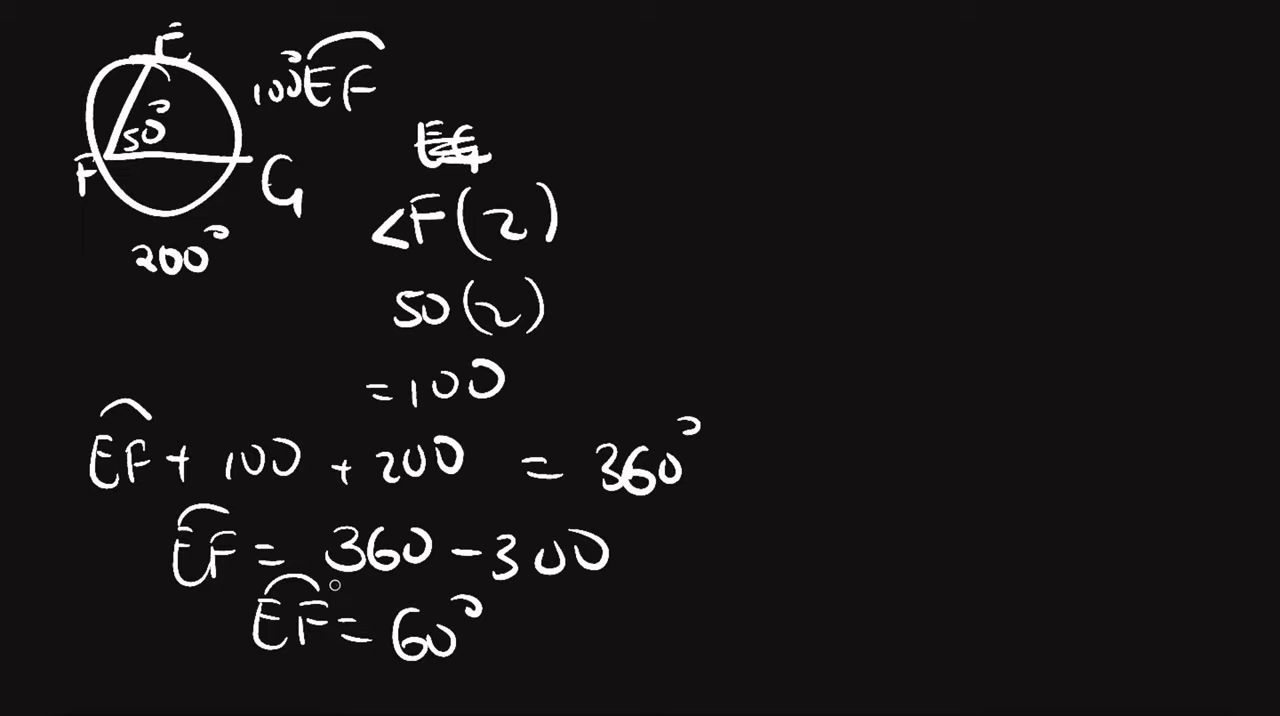 E
100° EF
50°
F
G
200°
<F(2)
50(2)
=100
EF + 100 + 200 = 360°
EF = 360 - 300
EF = 60°